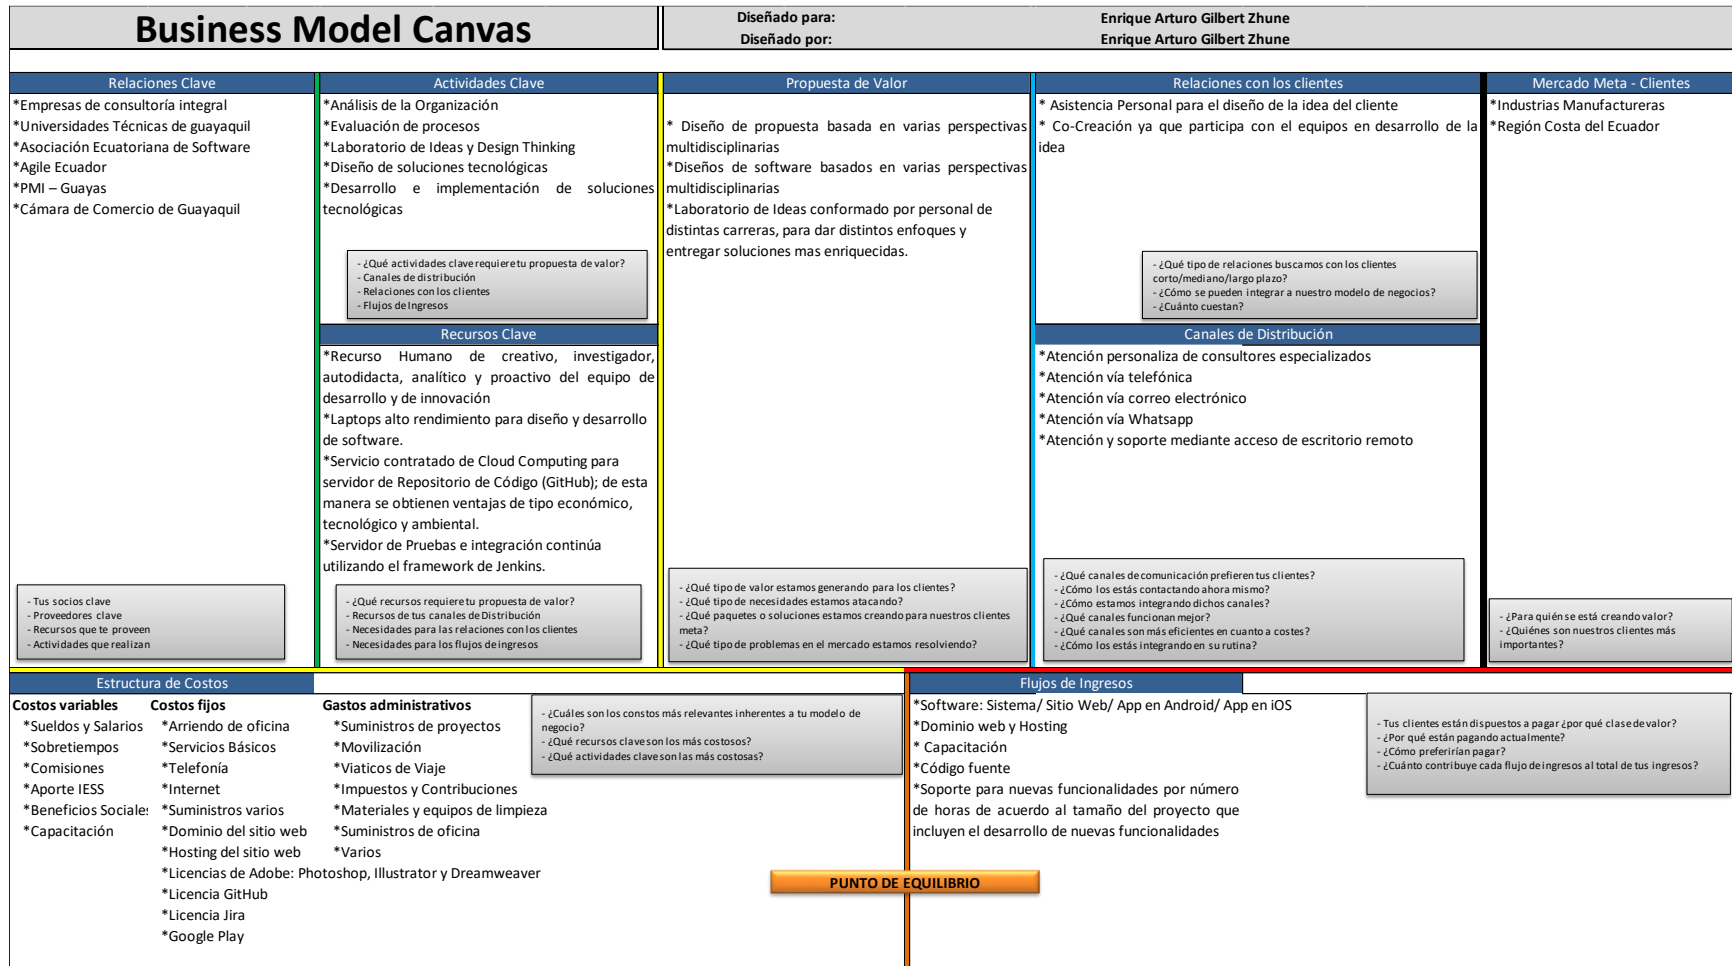 Business Model Canvas
Diseñado para:
Enrique Arturo Gilbert Zhune
Diseñado por:
Enrique Arturo Gilbert Zhune
Relaciones Clave
*Empresas de consultoría integral
*Universidades Técnicas de guayaquil
*Asociación Ecuatoriana de Software
*Agile Ecuador
*PMI – Guayas
*Cámara de Comercio de Guayaquil
- Tus socios clave
- Proveedores clave
- Recursos que te proveen
- Actividades que realizan
Actividades Clave
*Análisis de la Organización
*Evaluación de procesos
*Laboratorio de Ideas y Design Thinking
*Diseño de soluciones tecnológicas
*Desarrollo e implementación de soluciones
tecnológicas
- ¿Qué actividades clave requiere tu propuesta de valor?
- Canales de distribución
- Relaciones con los clientes
- Flujos de Ingresos
Recursos Clave
*Recurso Humano de creativo, investigador,
autodidacta, analítico y proactivo del equipo de
desarrollo y de innovación
*Laptops alto rendimiento para diseño y desarrollo
de software.
*Servicio contratado de Cloud Computing para
servidor de Repositorio de Código (GitHub); de esta
manera se obtienen ventajas de tipo económico,
tecnológico y ambiental.
*Servidor de Pruebas e integración continúa
utilizando el framework de Jenkins.
- ¿Qué recursos requiere tu propuesta de valor?
- Recursos de tus canales de Distribución
- Necesidades para las relaciones con los clientes
- Necesidades para los flujos de ingresos
Propuesta de Valor
* Diseño de propuesta basada en varias perspectivas
multidisciplinarias
*Diseños de software basados en varias perspectivas
multidisciplinarias
*Laboratorio de Ideas conformado por personal de
distintas carreras, para dar distintos enfoques y
entregar soluciones mas enriquecidas.
- ¿Qué tipo de valor estamos generando para los clientes?
- ¿Qué tipo de necesidades estamos atacando?
- ¿Qué paquetes o soluciones estamos creando para nuestros clientes
meta?
- ¿Qué tipo de problemas en el mercado estamos resolviendo?
Relaciones con los clientes
* Asistencia Personal para el diseño de la idea del cliente
* Co-Creación ya que participa con el equipos en desarrollo de la
idea
- ¿Qué tipo de relaciones buscamos con los clientes
corto/mediano/largo plazo?
- ¿Cómo se pueden integrar a nuestro modelo de negocios?
- ¿Cuánto cuestan?
Canales de Distribución
*Atención personaliza de consultores especializados
*Atención vía telefónica
*Atención vía correo electrónico
*Atención vía Whatsapp
*Atención y soporte mediante acceso de escritorio remoto
- ¿Qué canales de comunicación prefieren tus clientes?
- ¿Cómo los estás contactando ahora mismo?
- ¿Cómo estamos integrando dichos canales?
- ¿Qué canales funcionan mejor?
- ¿Qué canales son más eficientes en cuanto a costes?
- ¿Cómo los estás integrando en su rutina?
Mercado Meta - Clientes
*Industrias Manufactureras
*Región Costa del Ecuador
- ¿Para quién se está creando valor?
- ¿Quiénes son nuestros clientes más
importantes?
Estructura de Costos
Costos variables
*Sueldos y Salarios
*Sobretiempos
*Comisiones
*Aporte IESS
*Beneficios Sociales
*Capacitación
Costos fijos
*Arriendo de oficina
*Servicios Básicos
*Telefonía
*Internet
*Suministros varios
*Dominio del sitio web
*Hosting del sitio web
*Licencias de Adobe: Photoshop, Illustrator y Dreamweaver
*Licencia GitHub
*Licencia Jira
*Google Play
Gastos administrativos
*Suministros de proyectos
*Movilización
*Viaticos de Viaje
*Impuestos y Contribuciones
*Materiales y equipos de limpieza
*Suministros de oficina
*Varios
- ¿Cuáles son los constos más relevantes inherentes a tu modelo de
negocio?
- ¿Qué recursos clave son los más costosos?
- ¿Qué actividades clave son las más costosas?
Flujos de Ingresos
*Software: Sistema/ Sitio Web/ App en Android/ App en iOS
*Dominio web y Hosting
* Capacitación
*Código fuente
*Soporte para nuevas funcionalidades por número
de horas de acuerdo al tamaño del proyecto que
incluyen el desarrollo de nuevas funcionalidades
- Tus clientes están dispuestos a pagar ¿por qué clase de valor?
- ¿Por qué están pagando actualmente?
- ¿Cómo preferirían pagar?
- ¿Cuánto contribuye cada flujo de ingresos al total de tus ingresos?
PUNTO DE EQUILIBRIO